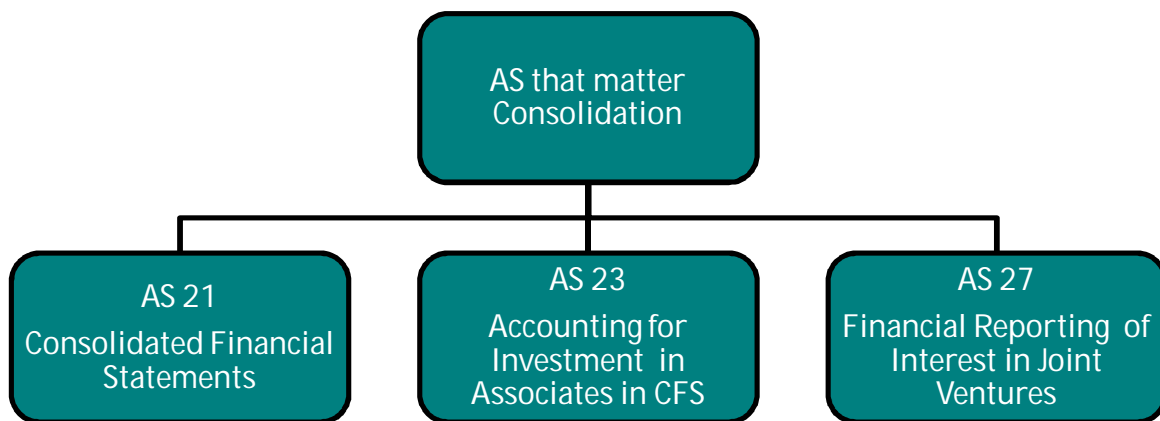 AS that matter
Consolidation
AS 21
Consolidated Financial
Statements
AS 23
Accounting for
Investment in
Associates in CFS
AS 27
Financial Reporting of
Interest in Joint
Ventures